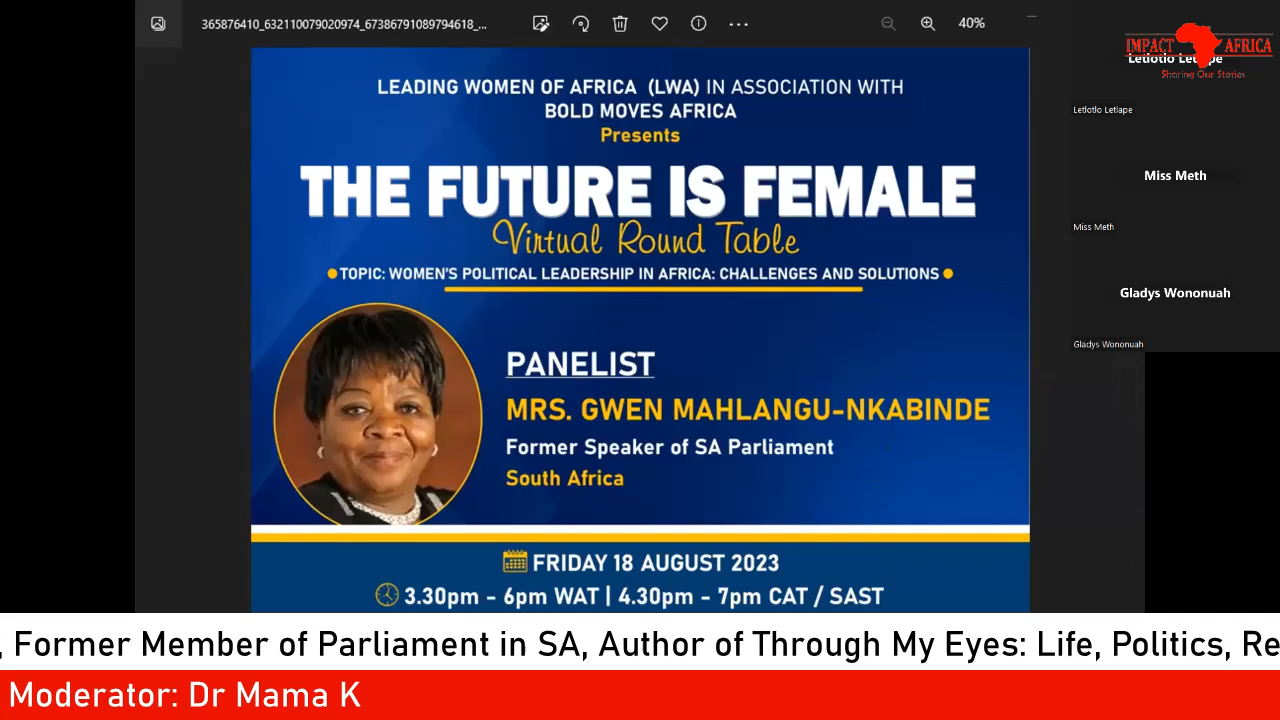 365876410_632110079020974_67386791089794618_...
40%
LEADING WOMEN OF AFRICA (LWA) IN ASSOCIATION WITH
BOLD MOVES AFRICA
Presents
THE FUTURE IS FEMALE
Virtual Round Table
TOPIC: WOMEN'S POLITICAL LEADERSHIP IN AFRICA: CHALLENGES AND SOLUTIONS
PANELIST
MRS. GWEN MAHLANGU-NKABINDE
Former Speaker of SA Parliament
South Africa
FRIDAY 18 AUGUST 2023
3.30pm - 6pm WAT | 4.30pm - 7pm CAT / SAST
IMPACT AFRICA
Letlotlo Letlape
Sharing Our Stories
Letlotlo Letlape
Miss Meth
Miss Meth
Gladys Wononuah
Gladys Wononuah
, Former Member of Parliament in SA, Author of Through My Eyes: Life, Politics, Re
Moderator: Dr Mama K